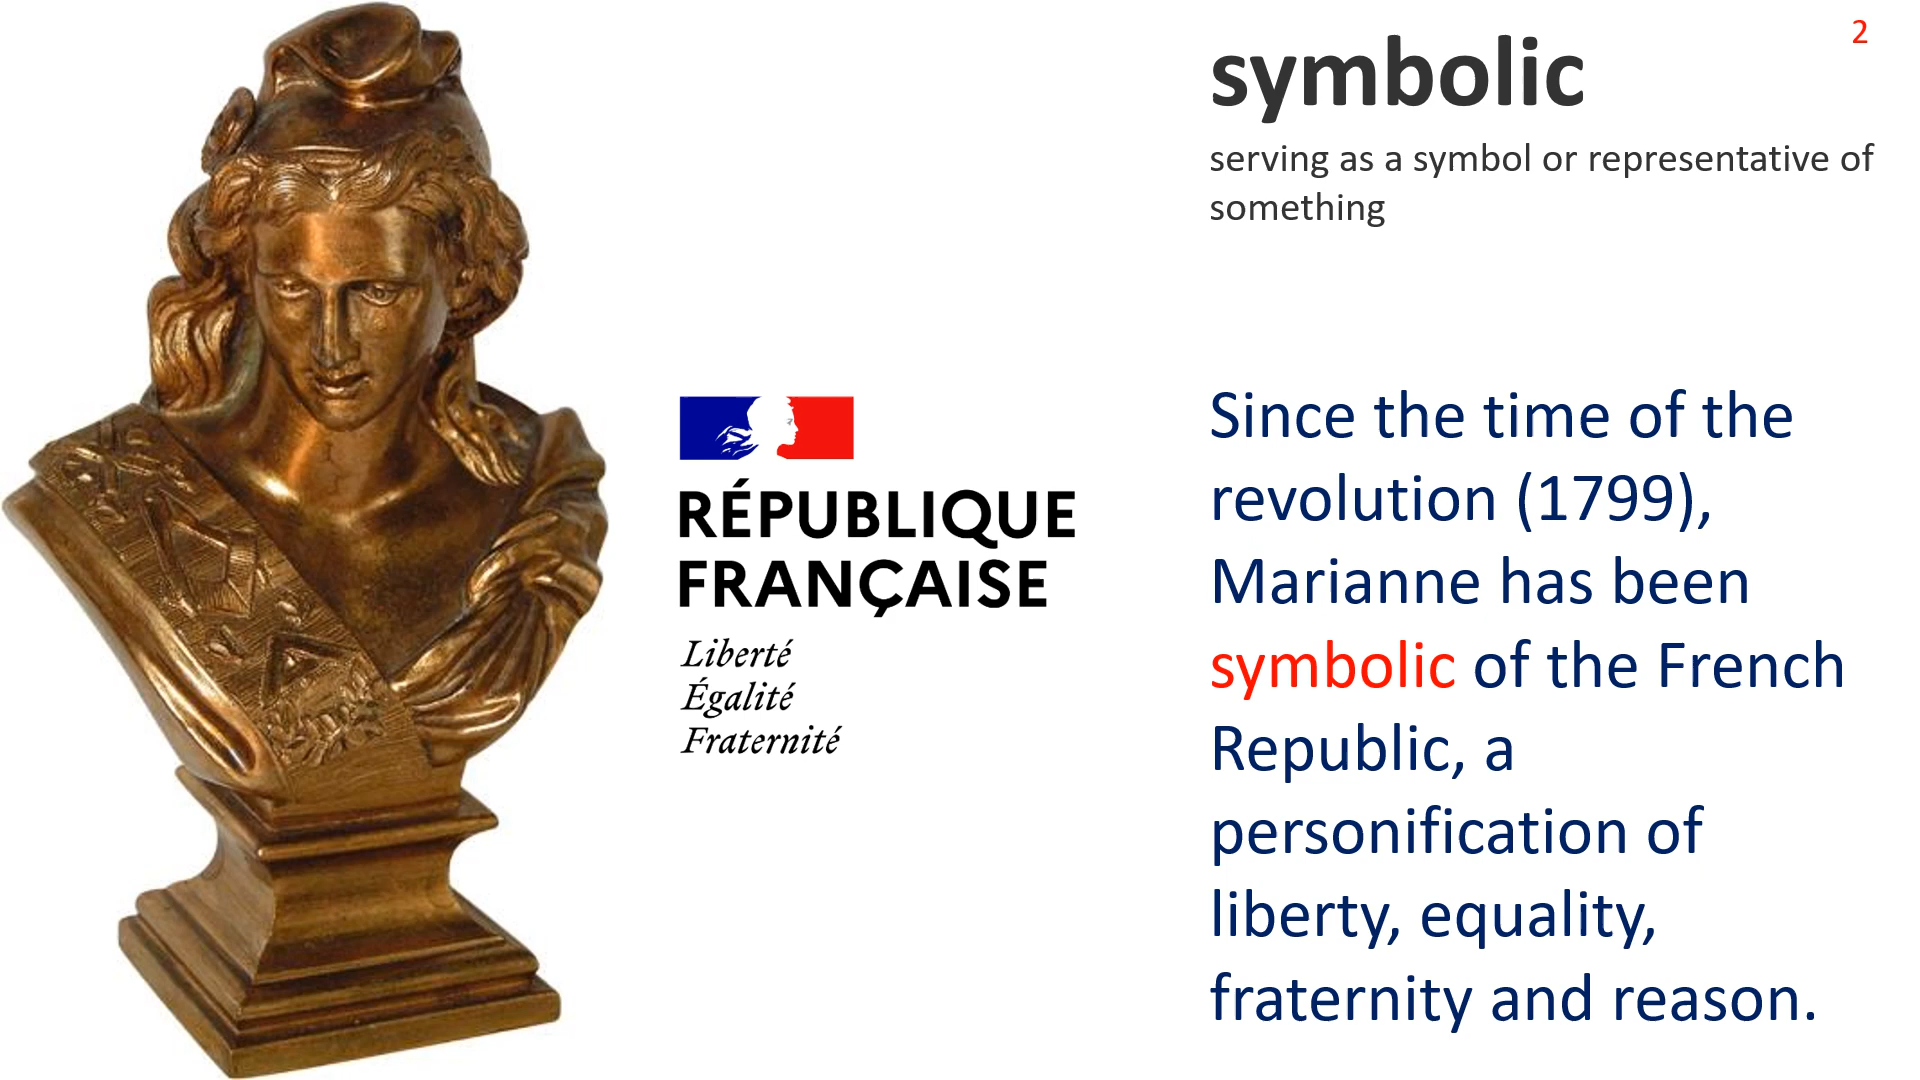 2
symbolic
serving as a symbol or representative of
something
RÉPUBLIQUE
FRANÇAISE
Liberté
Égalité
Fraternité
Since the time of the
revolution (1799),
Marianne has been
symbolic of the French
Republic, a
personification of
liberty, equality,
fraternity and reason.